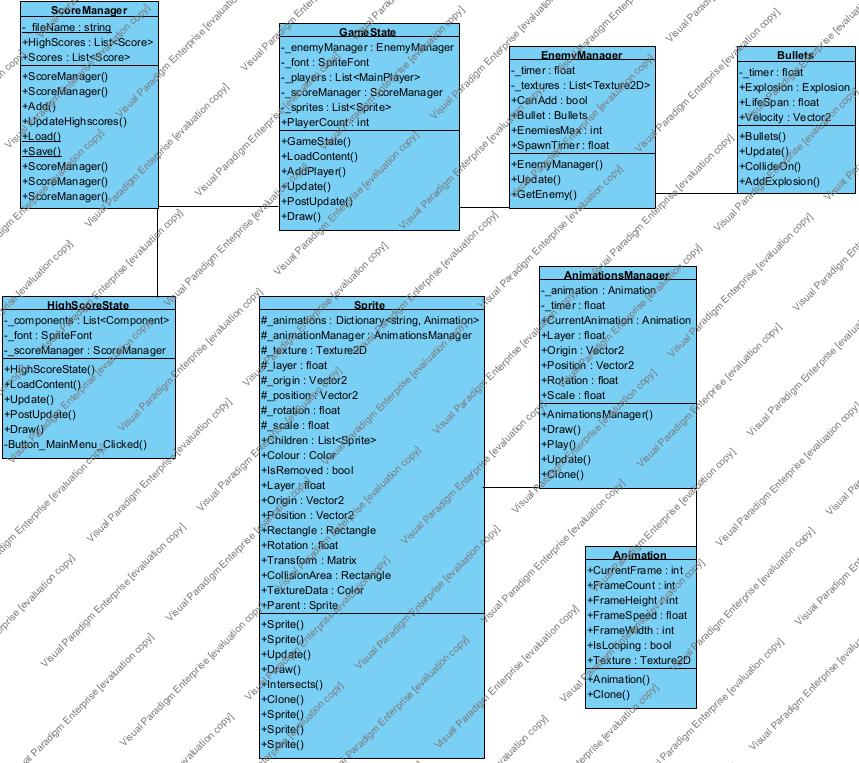 ScoreManager
-_fileName : string
+HighScores : List<Score>
+Scores : List<Score>
+ScoreManager()
+ScoreManager()
+Add()
+UpdateHighscores()
+Load()
+Save()
+ScoreManager()
+ScoreManager()
+ScoreManager()
GameState
-_enemyManager : EnemyManager
-_font : SpriteFont
-_players : List<MainPlayer>
-_scoreManager : ScoreManager
-_sprites : List<Sprite>
+PlayerCount : int
+GameState()
+LoadContent()
+AddPlayer()
+Update()
+PostUpdate()
+Draw()
EnemyManager
-_timer : float
-_textures : List<Texture2D>
+CanAdd : bool
+Bullet : Bullets
+EnemiesMax : int
+SpawnTimer : float
+EnemyManager()
+Update()
+GetEnemy()
Bullets
-_timer : float
+Explosion : Explosion
+LifeSpan : float
+Velocity : Vector2
+Bullets()
+Update()
+CollideOn()
+AddExplosion()
HighScoreState
-_components : List<Component>
-_font : SpriteFont
-_scoreManager : ScoreManager
+HighScoreState()
+LoadContent()
+Update()
+PostUpdate()
+Draw()
-Button_MainMenu_Clicked()
Sprite
#_animations : Dictionary<string, Animation>
#_animationManager : AnimationsManager
#_texture : Texture2D
#_layer : float
#_origin : Vector2
#_position : Vector2
#_rotation : float
#_scale : float
+Children : List<Sprite>
+Colour : Color
+IsRemoved : bool
+Layer : float
+Origin : Vector2
+Position : Vector2
+Rectangle : Rectangle
+Rotation : float
+Transform : Matrix
+CollisionArea : Rectangle
+TextureData : Color
+Parent : Sprite
+Sprite()
+Sprite()
+Update()
+Draw()
+Intersects()
+Clone()
+Sprite()
+Sprite()
+Sprite()
AnimationsManager
-_animation : Animation
-_timer : float
+CurrentAnimation : Animation
+Layer : float
+Origin : Vector2
+Position : Vector2
+Rotation : float
+Scale : float
+AnimationsManager()
+Draw()
+Play()
+Update()
+Clone()
Animation
+CurrentFrame : int
+FrameCount : int
+FrameHeight : int
+FrameSpeed : float
+FrameWidth : int
+IsLooping : bool
+Texture : Texture2D
+Animation()
+Clone()
Visual Paradigm Enterprise [evaluation copy]